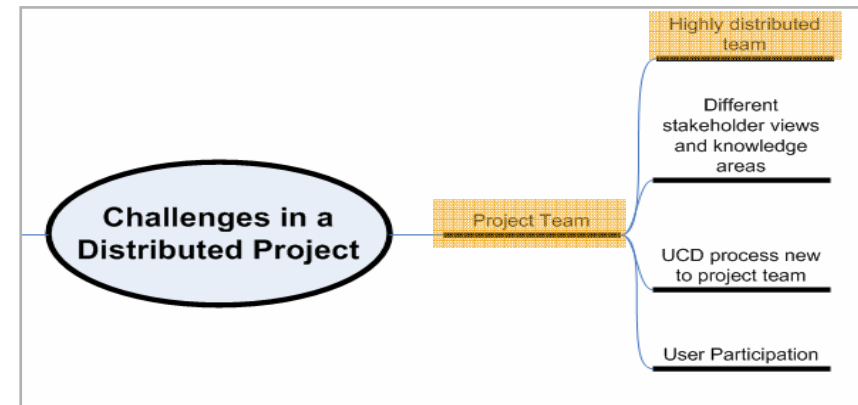 Highly distributed
team
Different
stakeholder views
and knowledge
areas
Challenges in a
Distributed Project
Project Team
UCD process new
to project team
User Participation